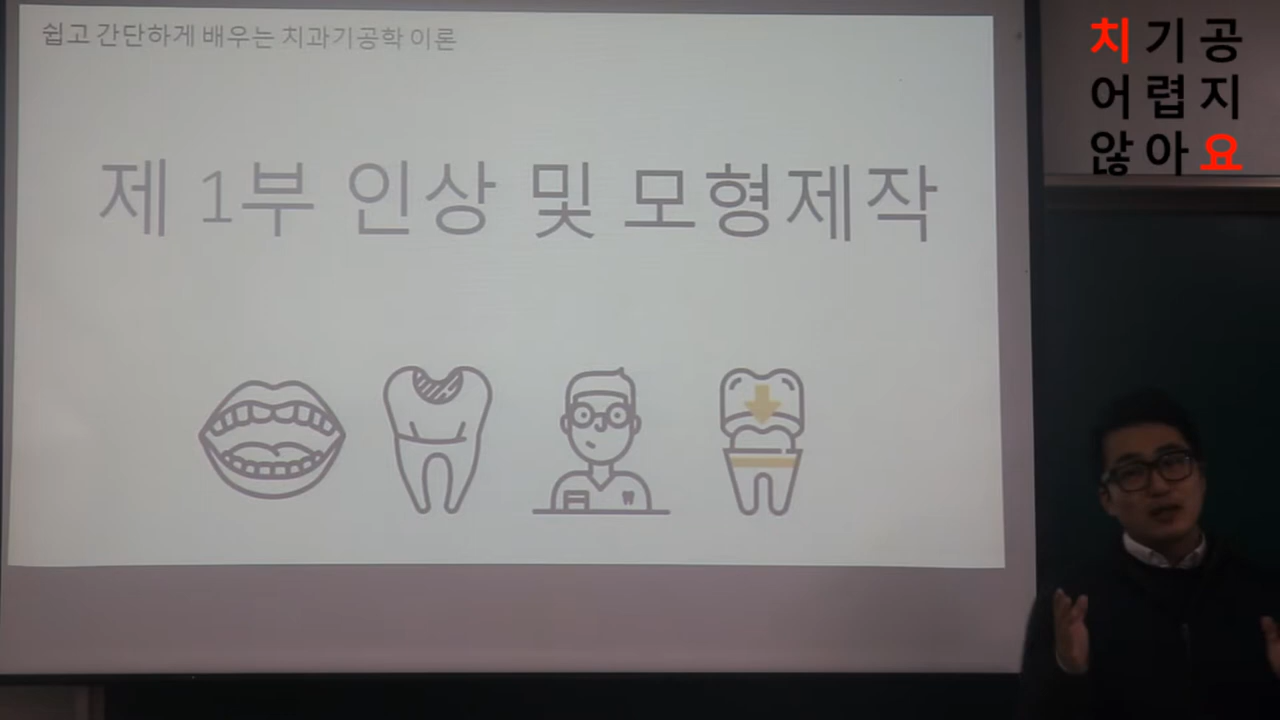 쉽고 간단하게 배우는 치과기공학 이론
제 1부 인상 및 모형제작
치기공
어렵지
않아요